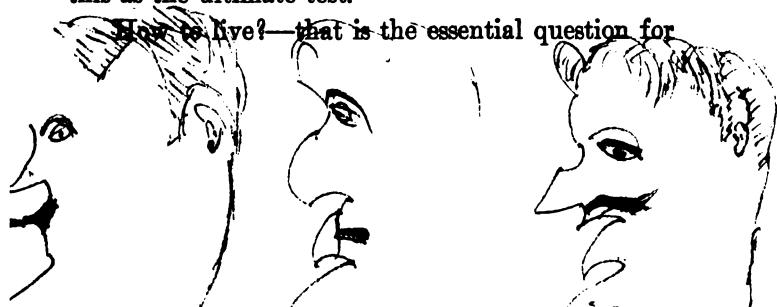 this as the ultimate test.
How to live?—that is the essential question for